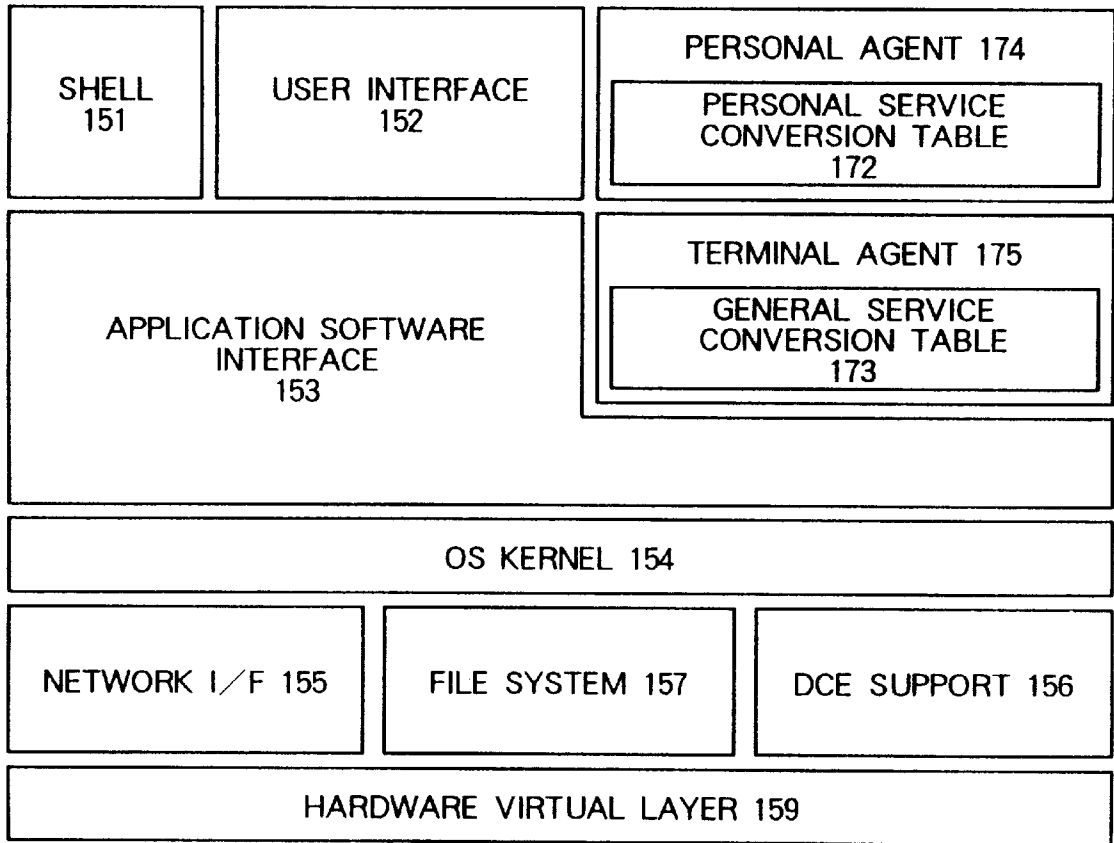 SHELL
151
USER INTERFACE
152
PERSONAL AGENT 174
PERSONAL SERVICE
CONVERSION TABLE
172
APPLICATION SOFTWARE
INTERFACE
153
TERMINAL AGENT 175
GENERAL SERVICE
CONVERSION TABLE
173
OS KERNEL 154
NETWORK I/F 155
FILE SYSTEM 157
DCE SUPPORT 156
HARDWARE VIRTUAL LAYER 159